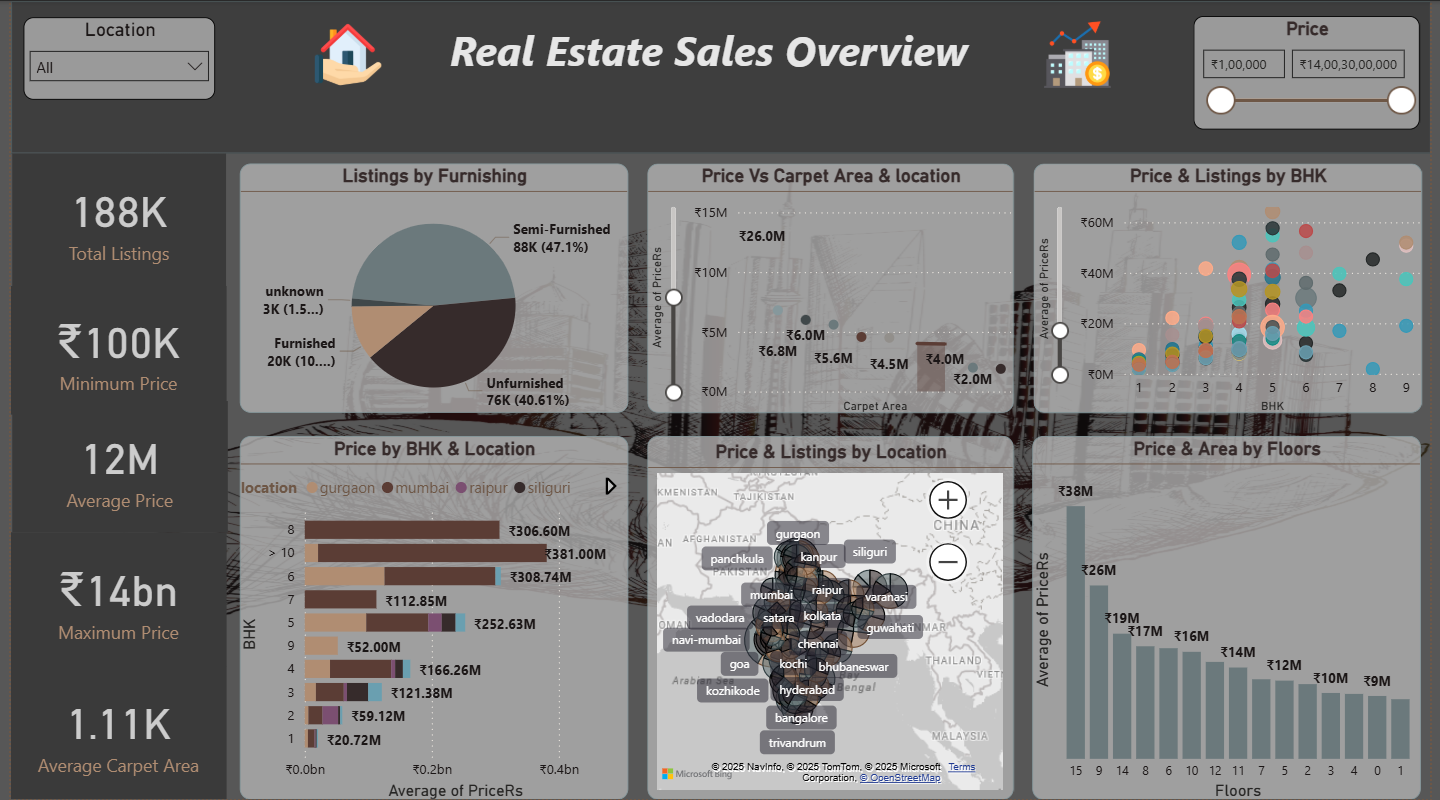 Location
All
Real Estate Sales Overview
Price
₹1,00,000
₹14,00,30,00,000
188K
Total Listings
₹100K
Minimum Price
12M
Average Price
₹14bn
Maximum Price
1.11K
Average Carpet Area
Listings by Furnishing
Semi-Furnished
88K (47.1%)
unknown
3K (1.5...)
Furnished
20K (10....)
Unfurnished
76K (40.61%)
Price Vs Carpet Area & location
Average of PriceRs
₹15M
₹10M
₹5M
₹0M
₹26.0M
₹6.8M
₹6.0M
₹5.6M
₹4.5M
₹4.0M
₹2.0M
Carpet Area
Price & Listings by BHK
Average of PriceRs
₹60M
₹40M
₹20M
₹0M
1 2 3 4 5 6 7 8 9
BHK
Price by BHK & Location
location gurgaon mumbai raipur siliguri
BHK
8 ₹306.60M
> 10 ₹381.00M
6 ₹308.74M
7 ₹112.85M
5 ₹252.63M
9 ₹52.00M
4 ₹166.26M
3 ₹121.38M
2 ₹59.12M
1 ₹20.72M
₹0.0bn ₹0.2bn ₹0.4bn
Average of PriceRs
Price & Listings by Location
KMENISTAN
TAJIKISTAN
CHINA
AFGHANISTAN
PAKISTAN
OMAN
NMAR
THAILAND
VIETN
Arabian Sea
Bay
Bengal
MALAYSIA
gurgaon
panchkula
kanpur
siliguri
mumbai
raipur
varanasi
vadodara
satara
kolkata
guwahati
navi-mumbai
chennai
goa
kochi
bhubaneswar
kozhikode
hyderabad
bangalore
trivandrum
Microsoft Bing
© 2025 NavInfo, © 2025 TomTom, © 2025 Microsoft Terms
Corporation, © OpenStreetMap
Price & Area by Floors
Average of PriceRs
₹38M
₹26M
₹19M
₹17M
₹16M
₹14M
₹12M
₹10M
₹9M
15 9 14 8 6 10 12 11 7 5 2 3 4 0 1
Floors